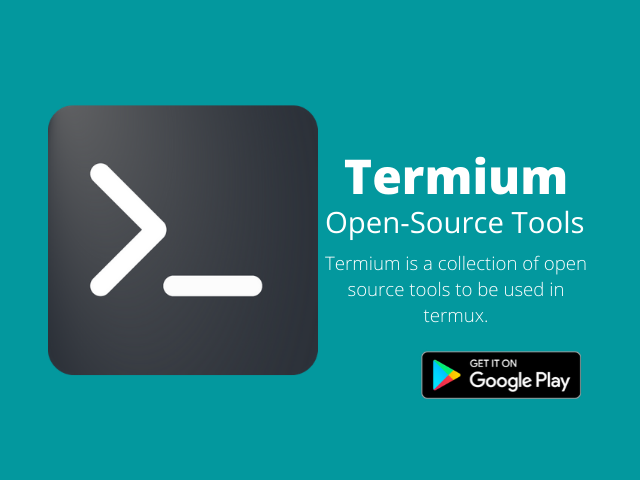 Termium
Open-Source Tools
Termium is a collection of open
source tools to be used in
termux.
GET IT ON
Google Play